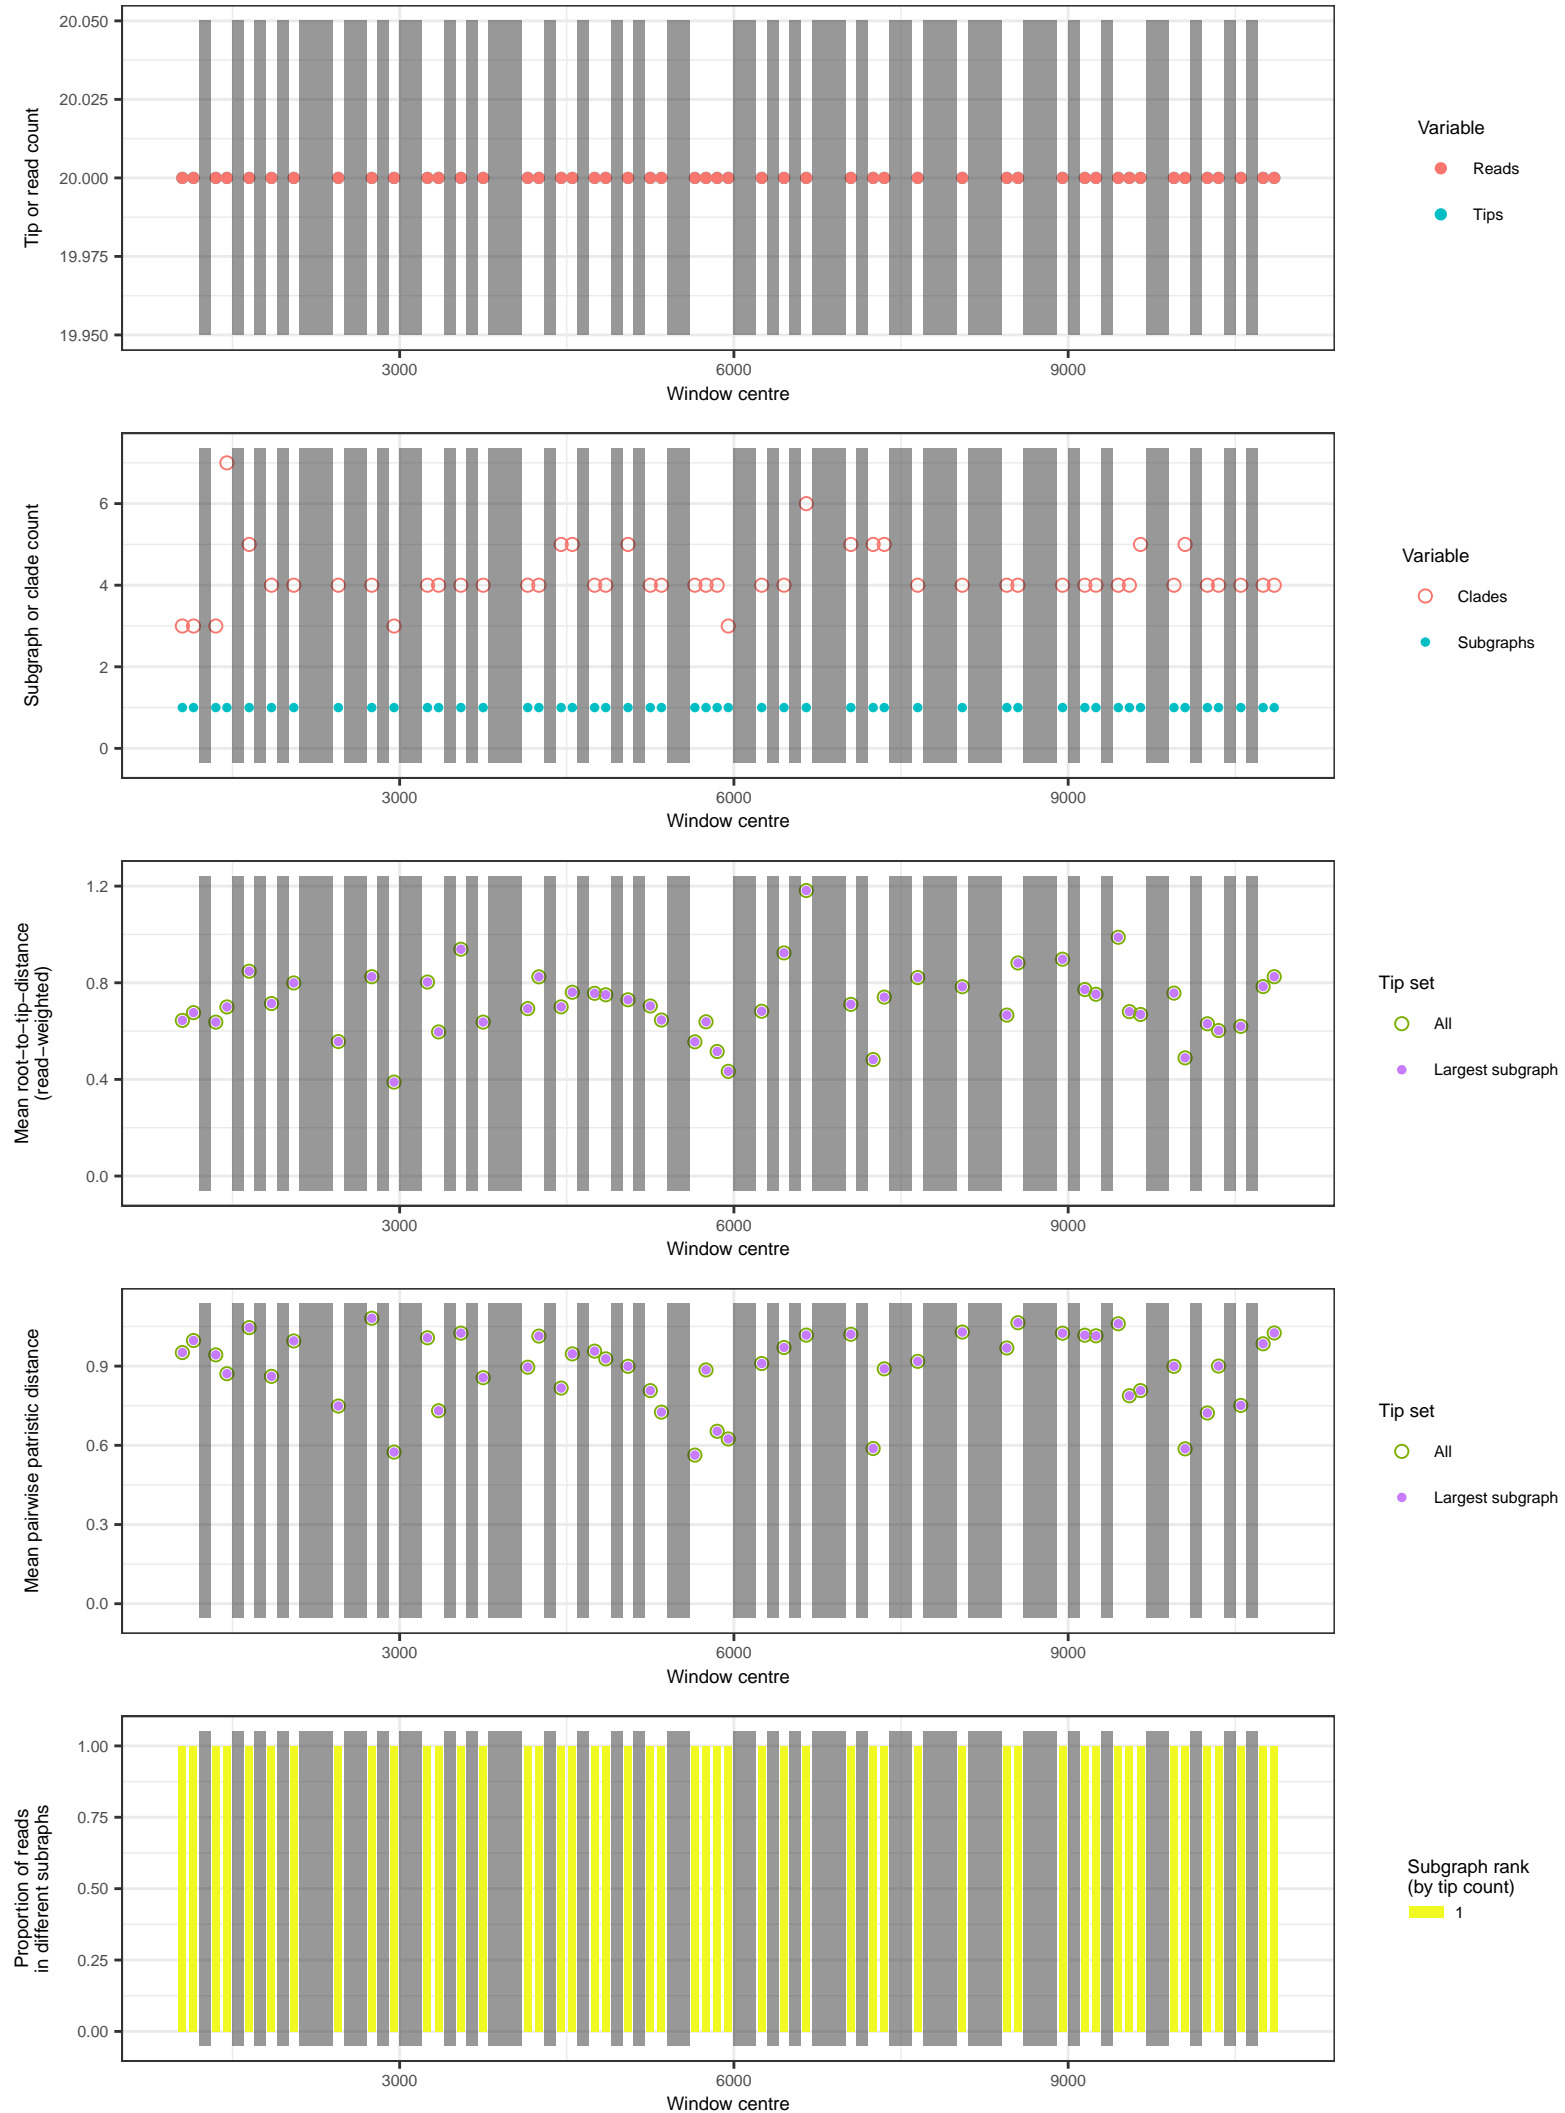 20.050
20.025
20.000
19.975
19.950
Tip or read count
3000 6000 9000
Window centre
Variable
Reads
Tips
6
4
2
0
Subgraph or clade count
3000 6000 9000
Window centre
Variable
Clades
Subgraphs
1.2
0.8
0.4
0.0
Mean root−to−tip−distance
(read−weighted)
3000 6000 9000
Window centre
Tip set
All
Largest subgraph
0.9
0.6
0.3
0.0
Mean pairwise patristic distance
3000 6000 9000
Window centre
Tip set
All
Largest subgraph
1.00
0.75
0.50
0.25
0.00
Proportion of reads
in different subraphs
3000 6000 9000
Window centre
Subgraph rank
(by tip count)
1